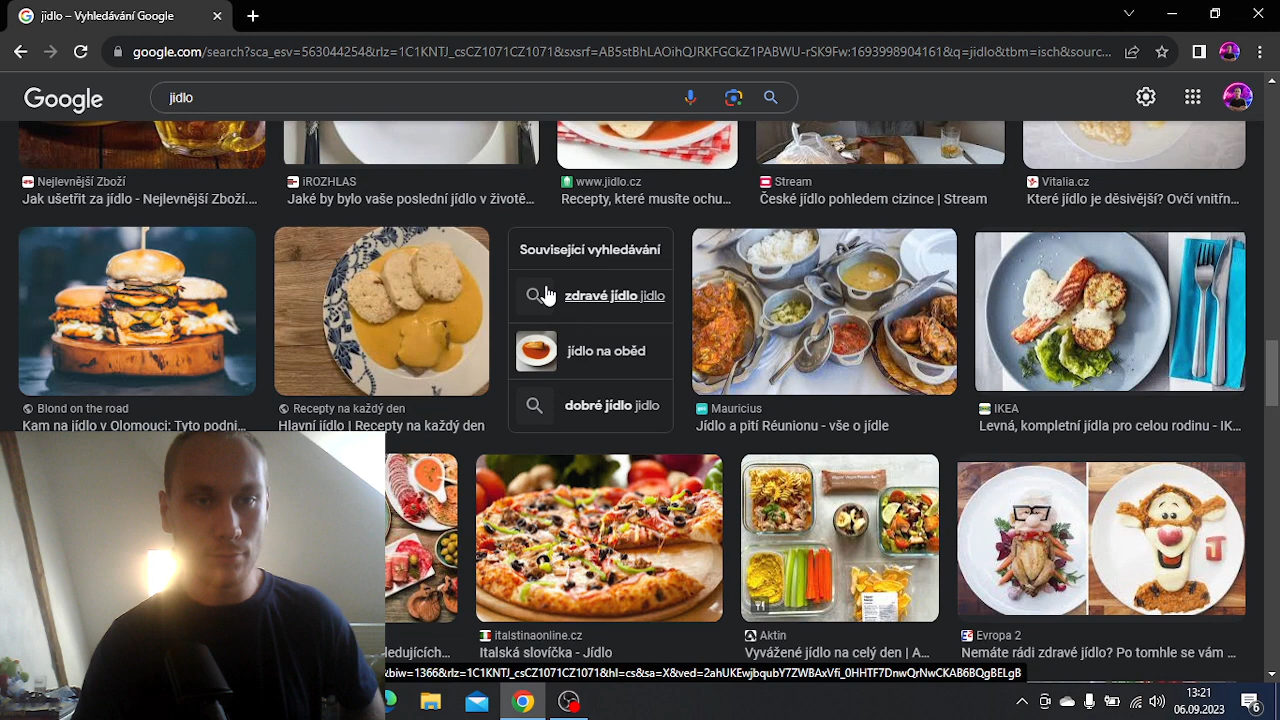 jídlo – Vyhledávání Google
google.com/search?sca_esv=563044254&rlz=1C1KNTJ_csCZ1071CZ1071&sxsrf=AB5stBhLAOihQJRKFGCkZ1PABWU-rSK9Fw:1693998904161&q=jidlo&tbm=isch&sourc...
Google
jidlo
Nejlevnější Zboží
iROZHLAS
www.jidlo.cz
Stream
Vitalia.cz
Jak ušetřit za jídlo - Nejlevnější Zboží....
Jaké by bylo vaše poslední jídlo v životě...
Recepty, které musíte ochu...
České jídlo pohledem cizince | Stream
Které jídlo je děsivější? Ovčí vnitřn...
Související vyhledávání
zdravé jídlo jidlo
jídlo na oběd
dobré jídlo jidlo
Blond on the road
Recepty na každý den
Mauricius
IKEA
Kam na jídlo v Olomouci: Tyto podni...
Hlavní jídlo | Recepty na každý den
Jídlo a pití Réunionu - vše o jídle
Levná, kompletní jídla pro celou rodinu - IK...
italstinaonline.cz
Aktin
Evropa 2
ledujících...
Italská slovíčka - Jídlo
Vyvážené jídlo na celý den | A...
Nemáte rádi zdravé jídlo? Po tomhle se vám ...
biw=1366&rlz=1C1KNTJ_csCZ1071CZ1071&hl=cs&sa=X&ved=2ahUKEwjbqubY7ZWBAxVfi_0HHTF7DnwQrNwCKAB6BQgBELgB
13:21
06.09.2023
6